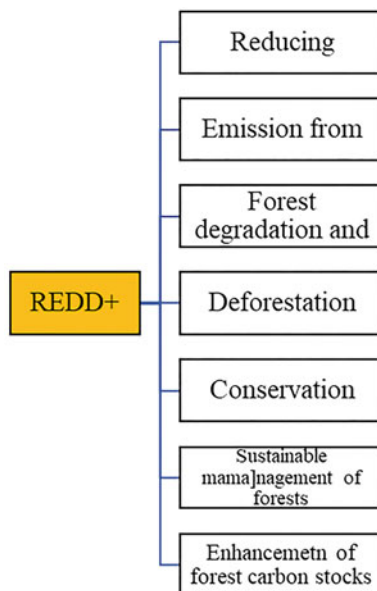 Reducing
Emission from
Forest
degradation and
REDD+
Deforestation
Conservation
Sustainable
mama]nagement of
forests
Enhancemetn of
forest carbon stocks